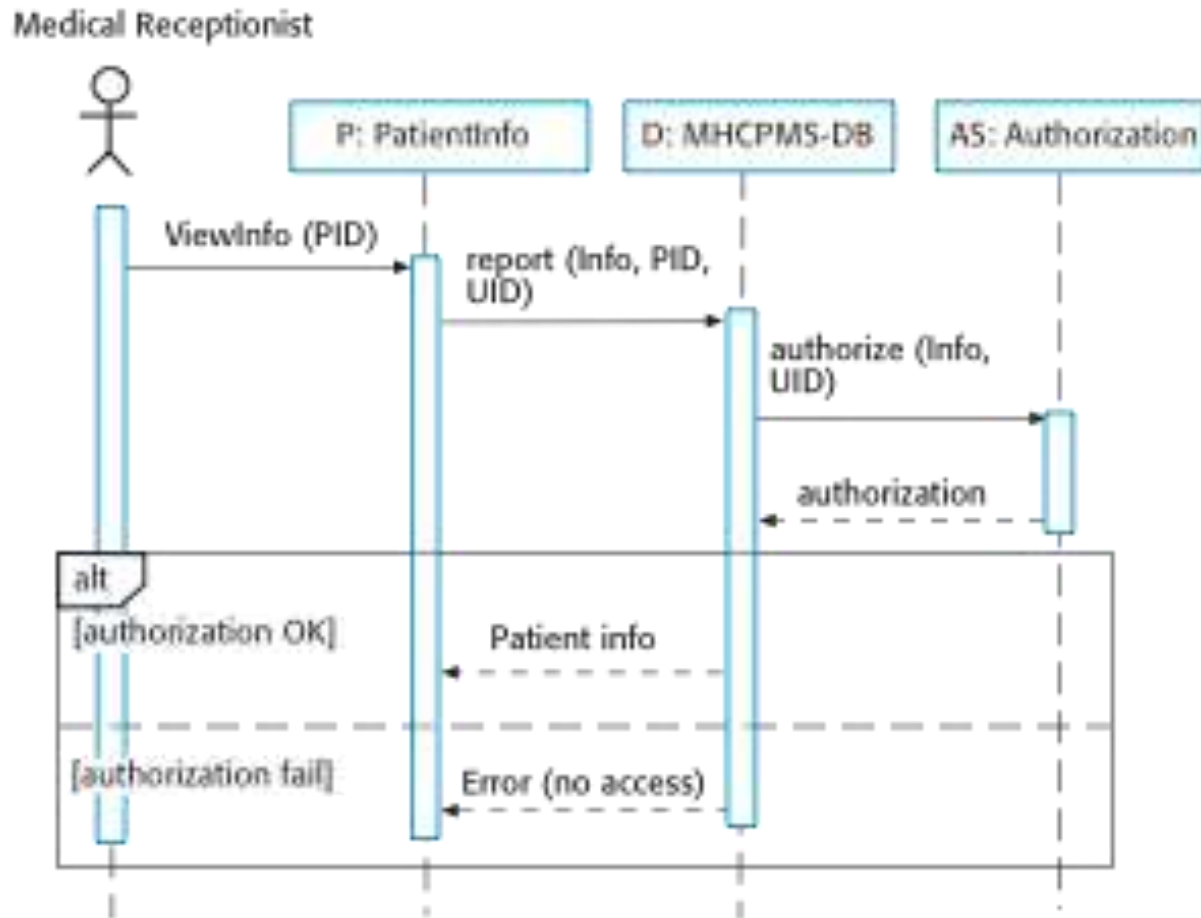 Medical Receptionist
P: PatientInfo
D: MHCPMS-DB
AS: Authorization
ViewInfo (PID)
report (Info, PID,
UID)
authorize (Info,
UID)
authorization
alt
[authorization OK]
Patient info
[authorization fail]
Error (no access)